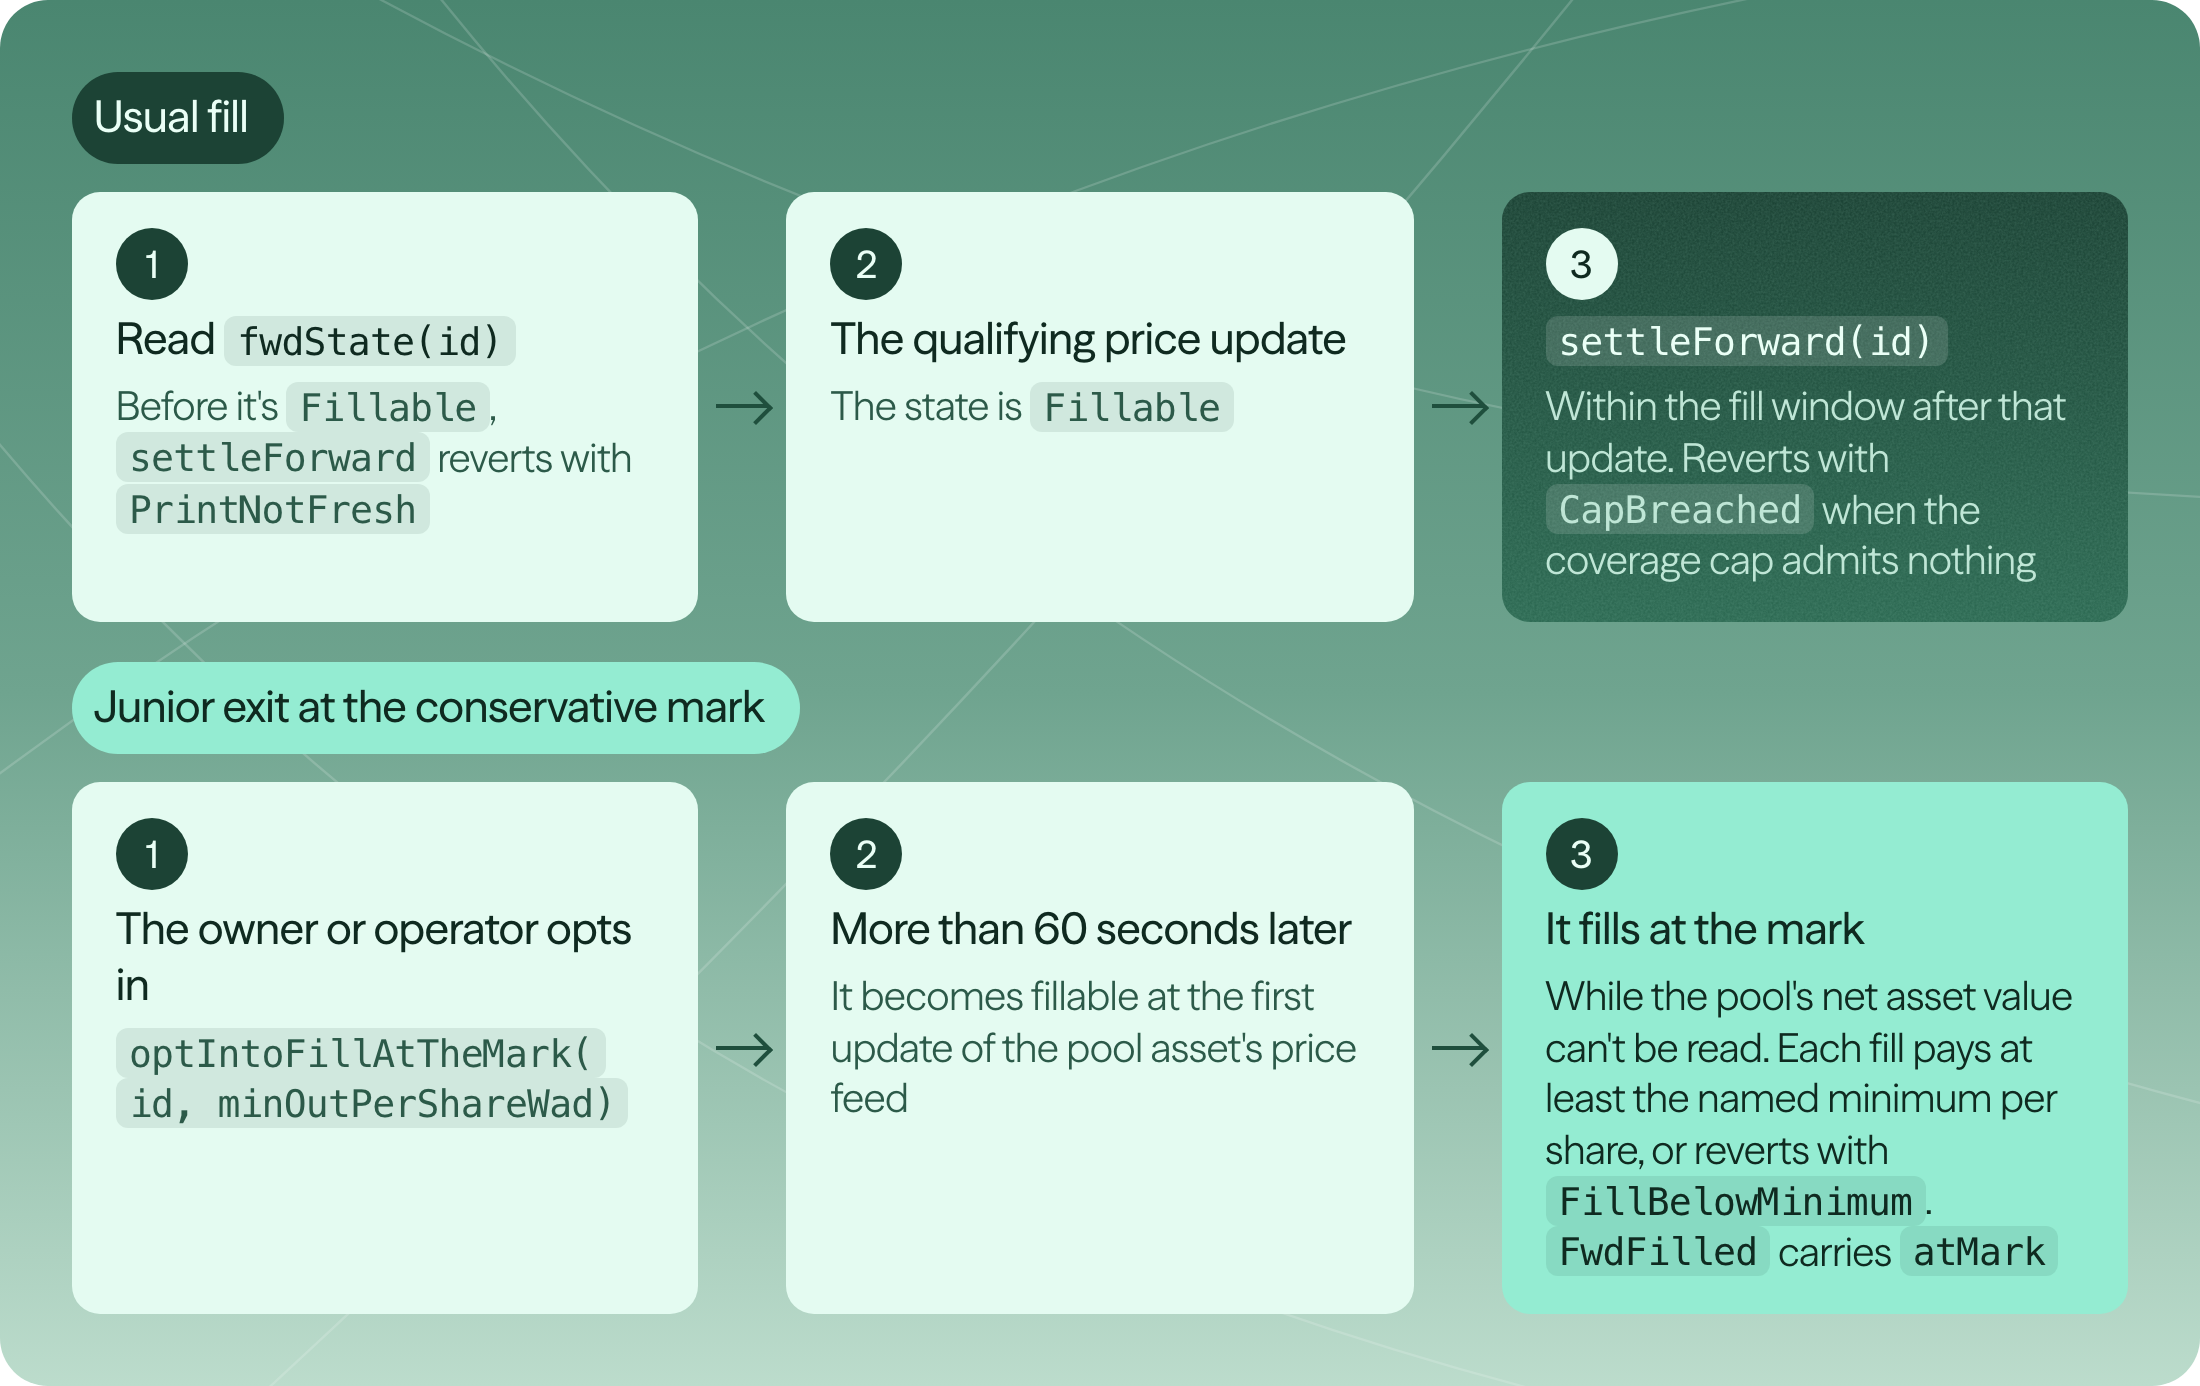 Usual fill
1
Read fwdState(id)
Before it's Fillable,
settleForward reverts with
PrintNotFresh
2
The qualifying price update
The state is Fillable
3
settleForward(id)
Within the fill window after that
update. Reverts with
CapBreached when the
coverage cap admits nothing
Junior exit at the conservative mark
1
The owner or operator opts
in
optIntoFillAtTheMark(
id, minOutPerShareWad)
2
More than 60 seconds later
It becomes fillable at the first
update of the pool asset's price
feed
3
It fills at the mark
While the pool's net asset value
can't be read. Each fill pays at
least the named minimum per
share, or reverts with
FillBelowMinimum.
FwdFilled carries atMark